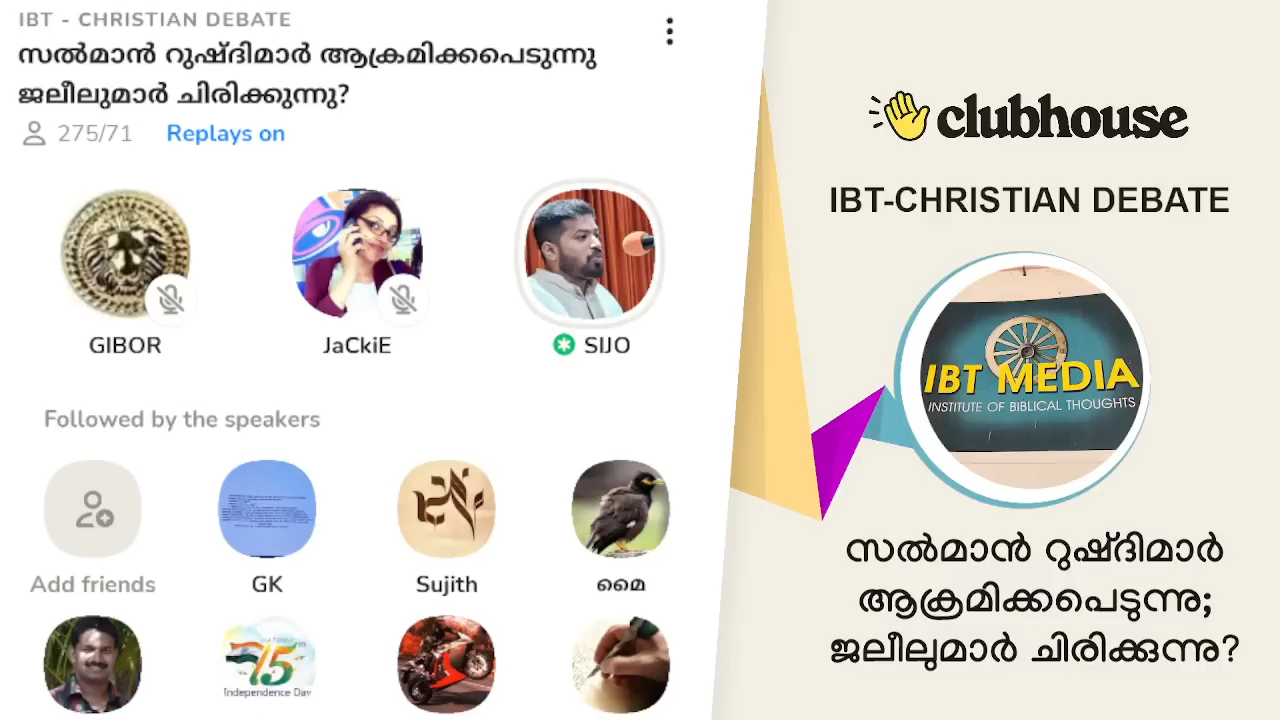 IBT - CHRISTIAN DEBATE
സൽമാൻ റുഷ്ദിമാർ ആക്രമിക്കപെടുന്നു
ജലീലുമാർ ചിരിക്കുന്നു?
275/71 Replays on
GIBOR JaCkiE SIJO
Followed by the speakers
Add friends GK Sujith മൈ
75th
Independence Day
clubhouse
IBT-CHRISTIAN DEBATE
IBT MEDIA
INSTITUTE OF BIBLICAL THOUGHTS
സൽമാൻ റുഷ്ദിമാർ
ആക്രമിക്കപെടുന്നു;
ജലീലുമാർ ചിരിക്കുന്നു?